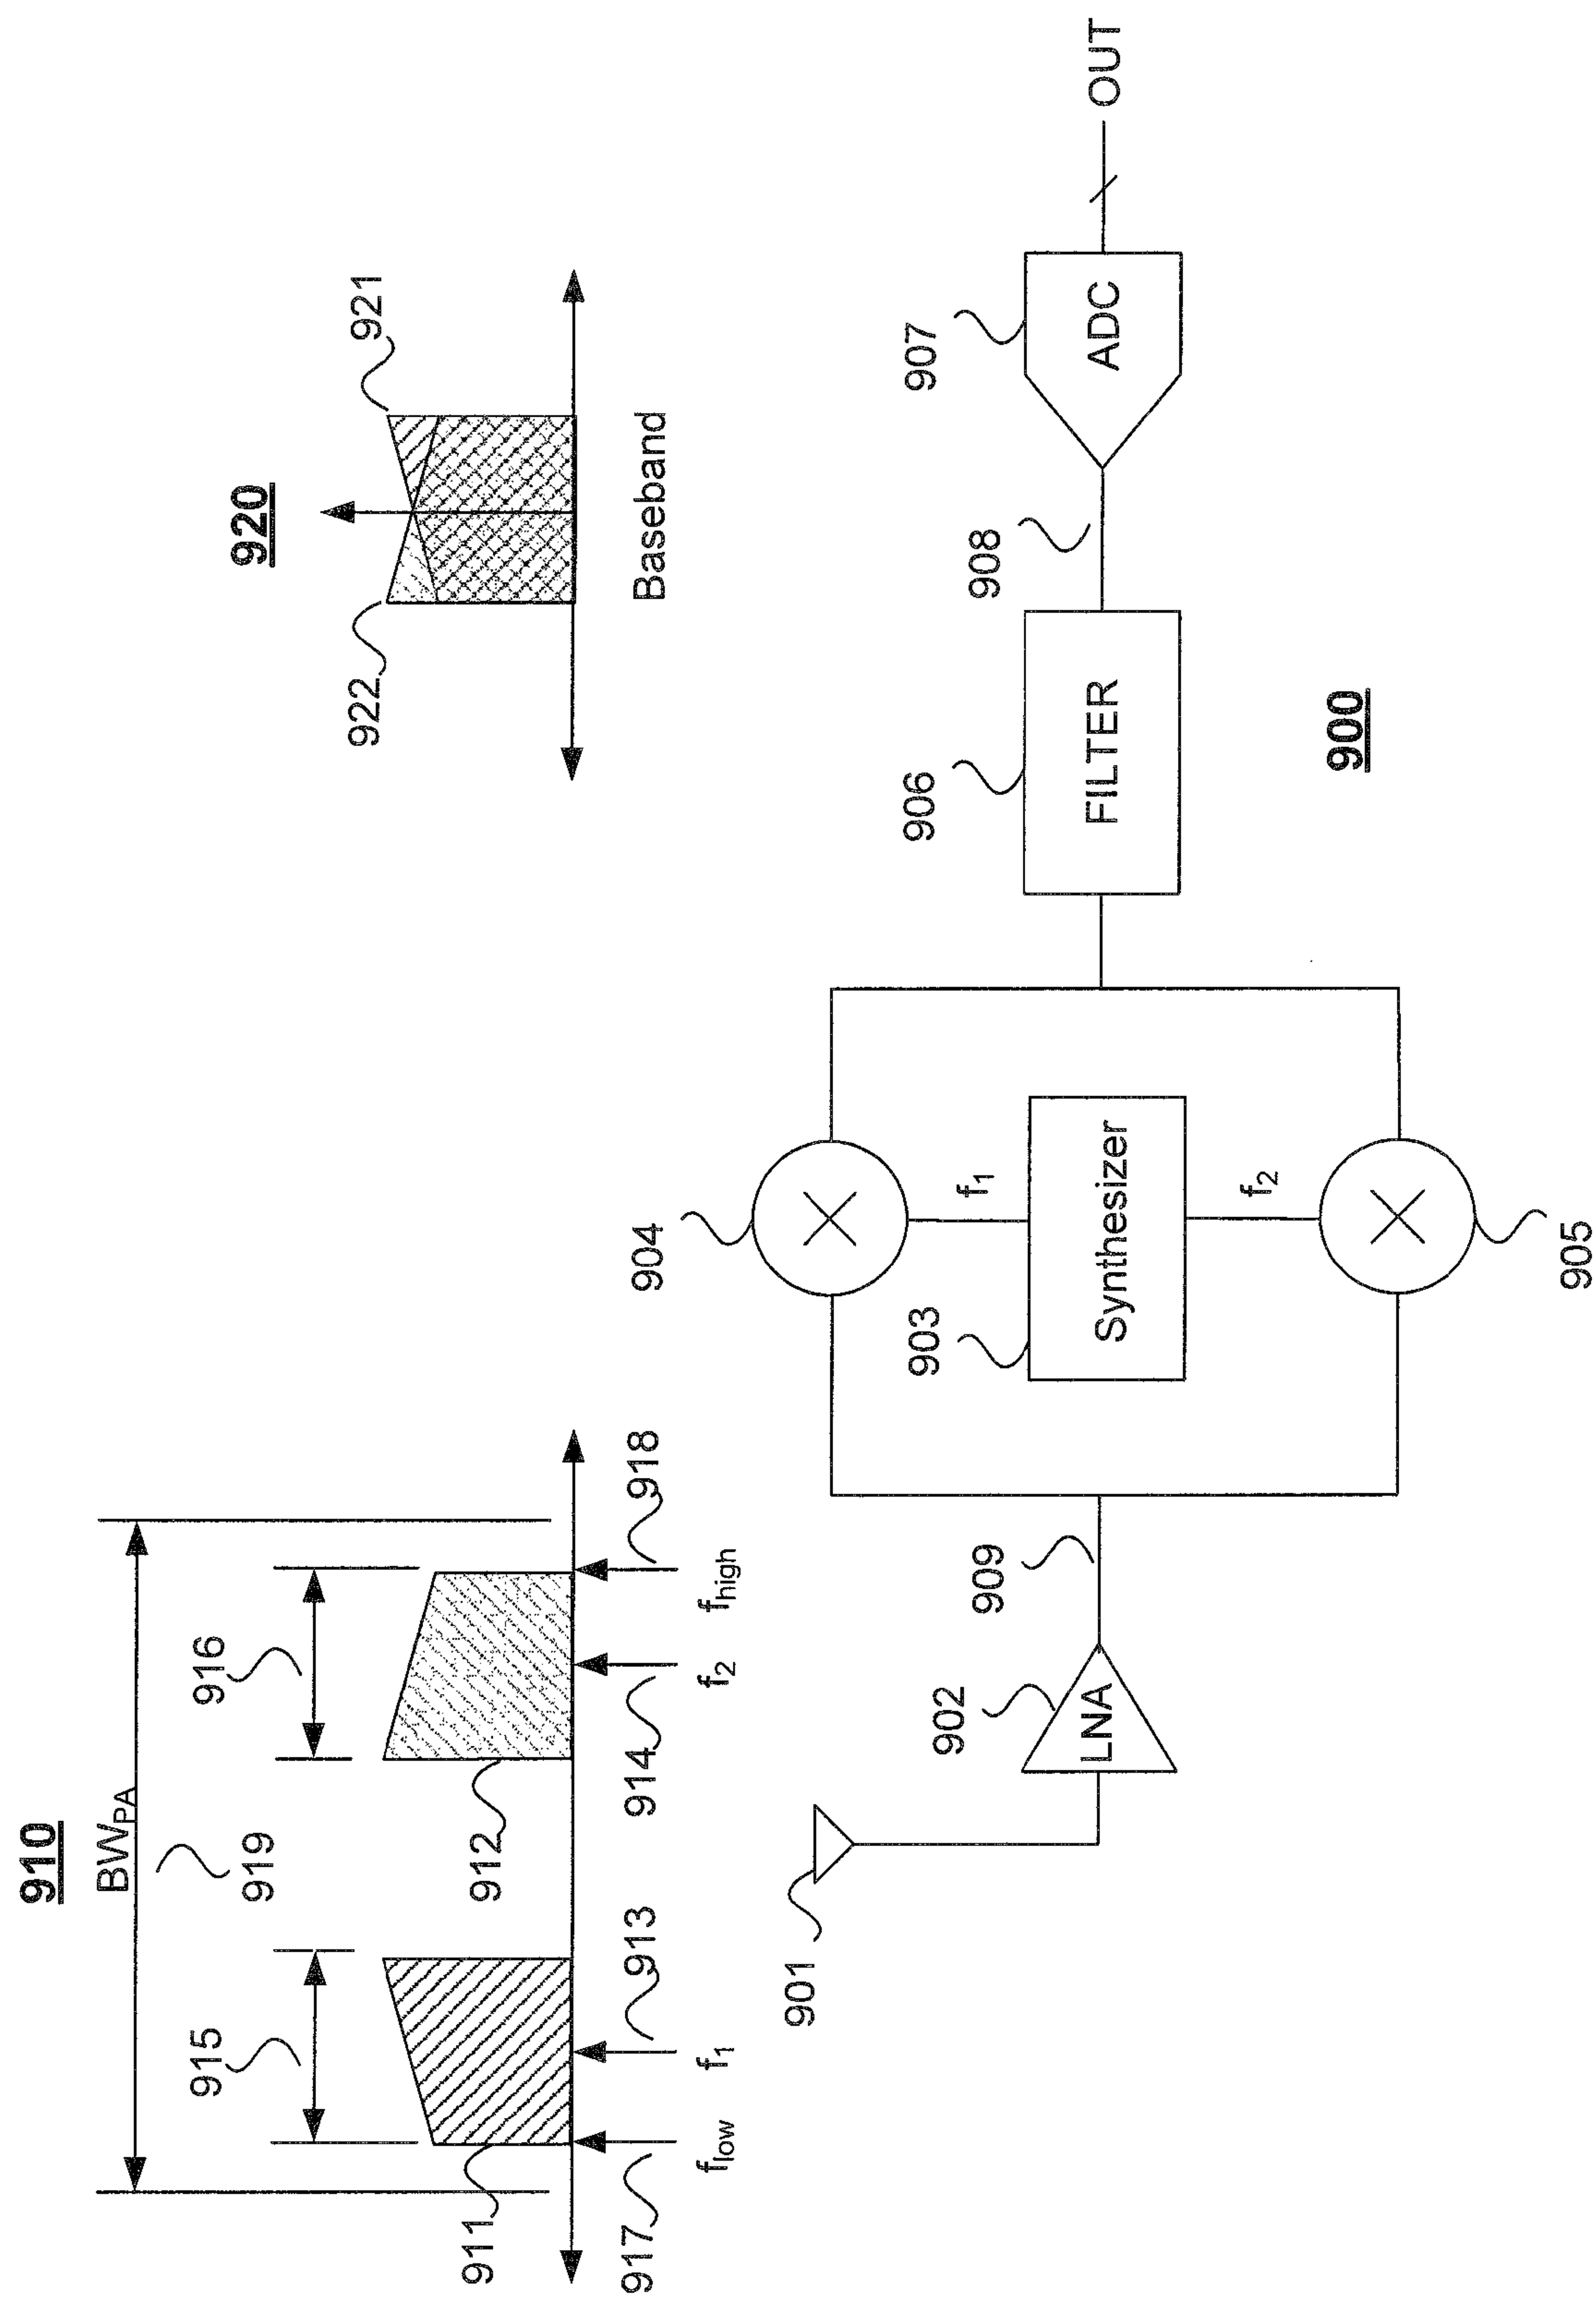 910
BW_PA
919
915
916
911
912
917
913
914
918
f_low
f_1
f_2
f_high
920
922
921
Baseband
901
902
LNA
909
904
903
Synthesizer
f_1
f_2
905
906
FILTER
908
907
ADC
OUT
900